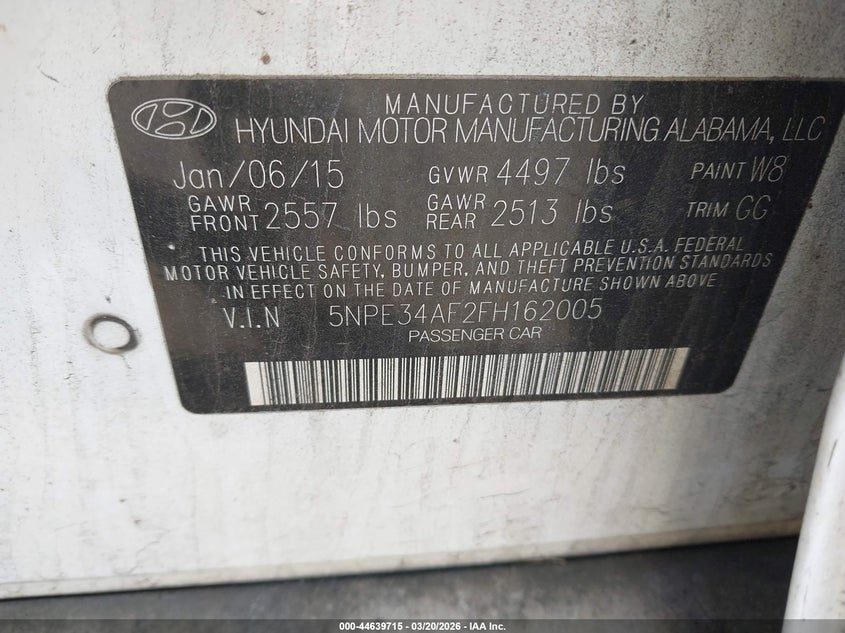 MANUFACTURED BY
HYUNDAI MOTOR MANUFACTURING ALABAMA, LLC
Jan/06/15 GVWR 4497 lbs PAINT W8
GAWR FRONT 2557 lbs GAWR REAR 2513 lbs TRIM GG
THIS VEHICLE CONFORMS TO ALL APPLICABLE U.S.A. FEDERAL
MOTOR VEHICLE SAFETY, BUMPER, AND THEFT PREVENTION STANDARDS
IN EFFECT ON THE DATE OF MANUFACTURE SHOWN ABOVE
V.I.N 5NPE34AF2FH162005
PASSENGER CAR
000-44639715 - 03/20/2026 - IAA Inc.